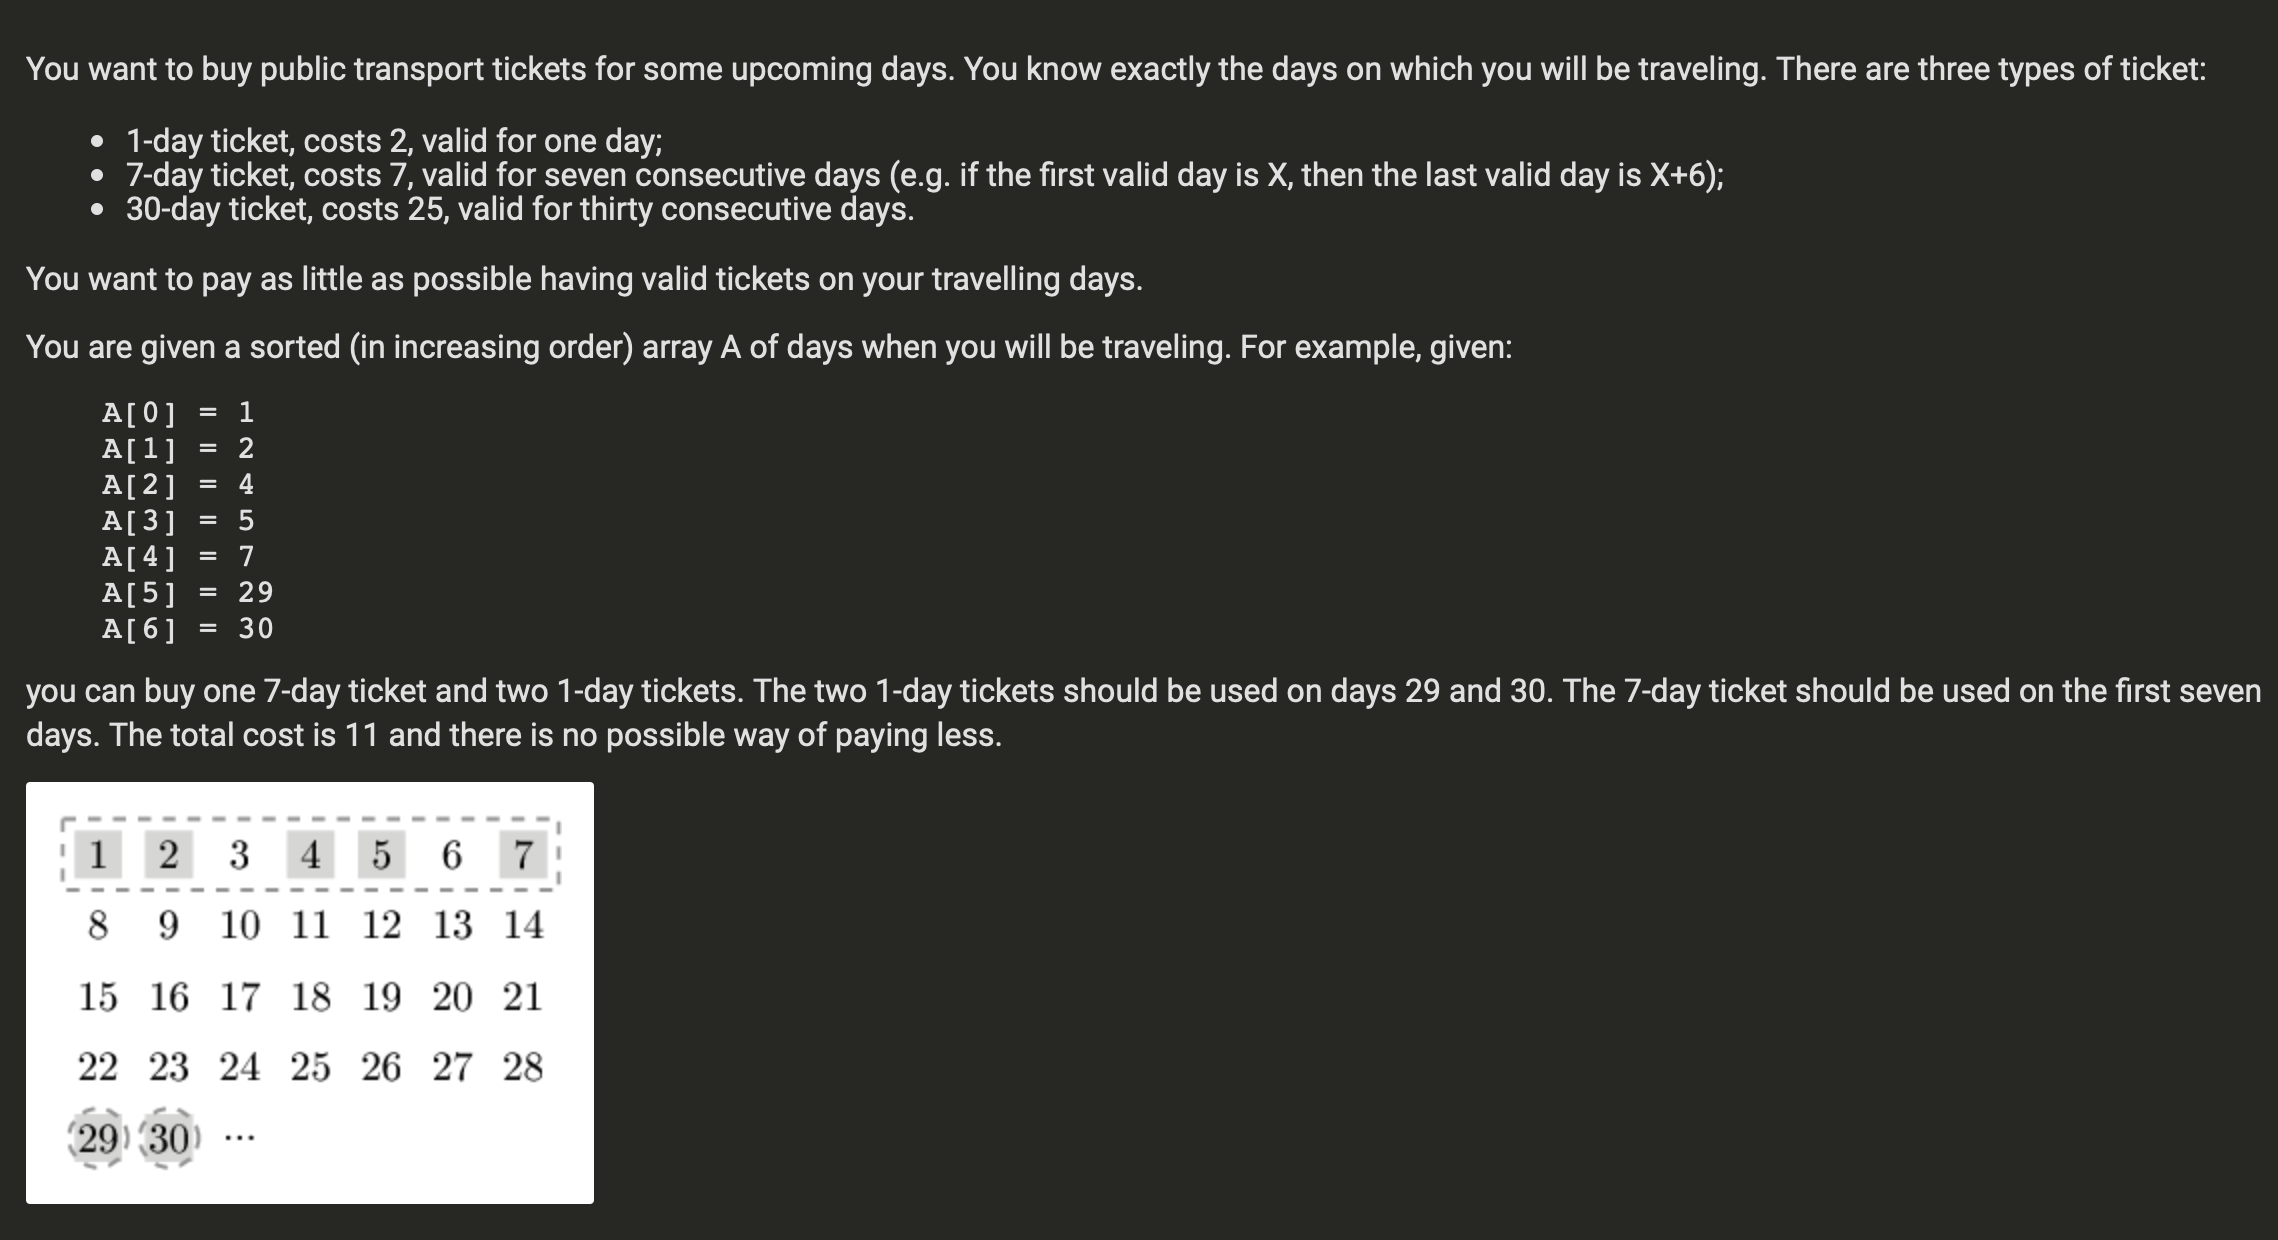 You want to buy public transport tickets for some upcoming days. You know exactly the days on which you will be traveling. There are three types of ticket:
• 1-day ticket, costs 2, valid for one day;
• 7-day ticket, costs 7, valid for seven consecutive days (e.g. if the first valid day is X, then the last valid day is X+6);
• 30-day ticket, costs 25, valid for thirty consecutive days.
You want to pay as little as possible having valid tickets on your travelling days.
You are given a sorted (in increasing order) array A of days when you will be traveling. For example, given:
A[0] = 1
A[1] = 2
A[2] = 4
A[3] = 5
A[4] = 7
A[5] = 29
A[6] = 30
you can buy one 7-day ticket and two 1-day tickets. The two 1-day tickets should be used on days 29 and 30. The 7-day ticket should be used on the first seven
days. The total cost is 11 and there is no possible way of paying less.
1 2 3 4 5 6 7
8 9 10 11 12 13 14
15 16 17 18 19 20 21
22 23 24 25 26 27 28
29 30 ...